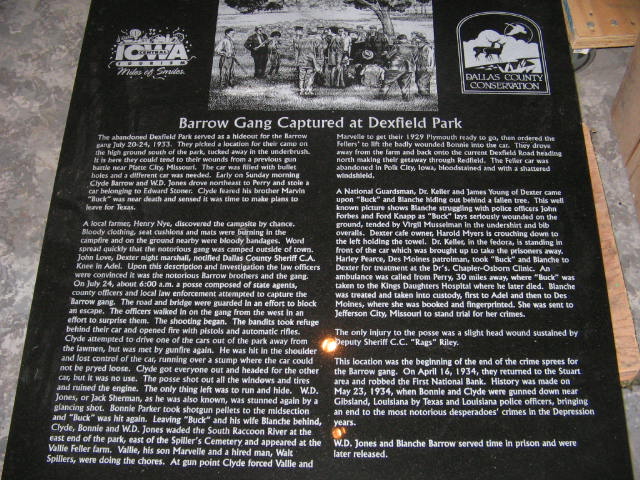 CENTRAL
IOWA
TOURISM
Miles of Smiles.
DALLAS COUNTY
CONSERVATION
Barrow Gang Captured at Dexfield Park
The abandoned Dexfield Park served as a hideout for the Barrow
gang July 20-24, 1933. They picked a location for their camp on
the high ground south of the park, tucked away in the underbrush.
It is here they could tend to their wounds from a previous gun
battle near Platte City, Missouri. The car was filled with bullet
holes and a different car was needed. Early on Sunday morning
Clyde Barrow and W.D. Jones drove northeast to Perry and stole a
car belonging to Edward Stoner. Clyde feared his brother Marvin
"Buck" was near death and sensed it was time to make plans to
leave for Texas.
A local farmer, Henry Nye, discovered the campsite by chance.
Bloody clothing, seat cushions and mats were burning in the
campfire and on the ground nearby were bloody bandages. Word
spread quickly that the notorious gang was camped outside of town.
John Love, Dexter night marshall, notified Dallas County Sheriff C.A.
Knee in Adel. Upon this description and investigation the law officers
were convinced it was the notorious Barrow brothers and the gang.
On July 24, about 6:00 a.m. a posse composed of state agents,
county officers and local law enforcement attempted to capture the
Barrow gang. The road and bridge were guarded in an effort to block
an escape. The officers walked in on the gang from the west in an
effort to surprise them. The shooting began. The bandits took refuge
behind their car and opened fire with pistols and automatic rifles.
Clyde attempted to drive one of the cars out of the park away from
the lawmen, but was met by gunfire again. He was hit in the shoulder
and lost control of the car, running over a stump where the car could
not be pryed loose. Clyde got everyone out and headed for the other
car, but it was no use. The posse shot out all the windows and tires
and ruined the engine. The only thing left was to run and hide. W.D.
Jones, or Jack Sherman, as he was also known, was stunned again by a
glancing shot. Bonnie Parker took shotgun pellets to the midsection
and "Buck" was hit again. Leaving "Buck" and his wife Blanche behind,
Clyde, Bonnie and W.D. Jones waded the South Raccoon River at the
east end of the park, east of the Spiller's Cemetery and appeared at the
Vallie Feller farm. Vallie, his son Marvelle and a hired man, Walt
Spillers, were doing the chores. At gun point Clyde forced Vallie and
Marvelle to get their 1929 Plymouth ready to go, then ordered the
Fellers' to lift the badly wounded Bonnie into the car. They drove
away from the farm and back onto the current Dexfield Road heading
north making their getaway through Redfield. The Feller car was
abandoned in Polk City, Iowa, bloodstained and with a shattered
windshield.
A National Guardsman, Dr. Keller and James Young of Dexter came
upon "Buck" and Blanche hiding out behind a fallen tree. This well
known picture shows Blanche struggling with police officers John
Forbes and Ford Knapp as "Buck" lays seriously wounded on the
ground, tended by Virgil Musselman in the undershirt and bib
overalls. Dexter cafe owner, Harold Myers is crouching down to
the left holding the towel. Dr. Keller, in the fedora, is standing in
front of the car which was brought up to take the prisoners away.
Harley Pearce, Des Moines patrolman, took "Buck" and Blanche to
Dexter for treatment at the Dr's. Chapler-Osborn Clinic. An
ambulance was called from Perry, 30 miles away, where "Buck" was
taken to the Kings Daughters Hospital where he later died. Blanche
was treated and taken into custody, first to Adel and then to Des
Moines, where she was booked and fingerprinted. She was sent to
Jefferson City, Missouri to stand trial for her crimes.
The only injury to the posse was a slight head wound sustained by
Deputy Sheriff C.C. "Rags" Riley.
This location was the beginning of the end of the crime sprees for
the Barrow gang. On April 16, 1934, they returned to the Stuart
area and robbed the First National Bank. History was made on
May 23, 1934, when Bonnie and Clyde were gunned down near
Gibsland, Louisiana by Texas and Louisiana police officers, bringing
an end to the most notorious desperadoes' crimes in the Depression
years.
W.D. Jones and Blanche Barrow served time in prison and were
later released.